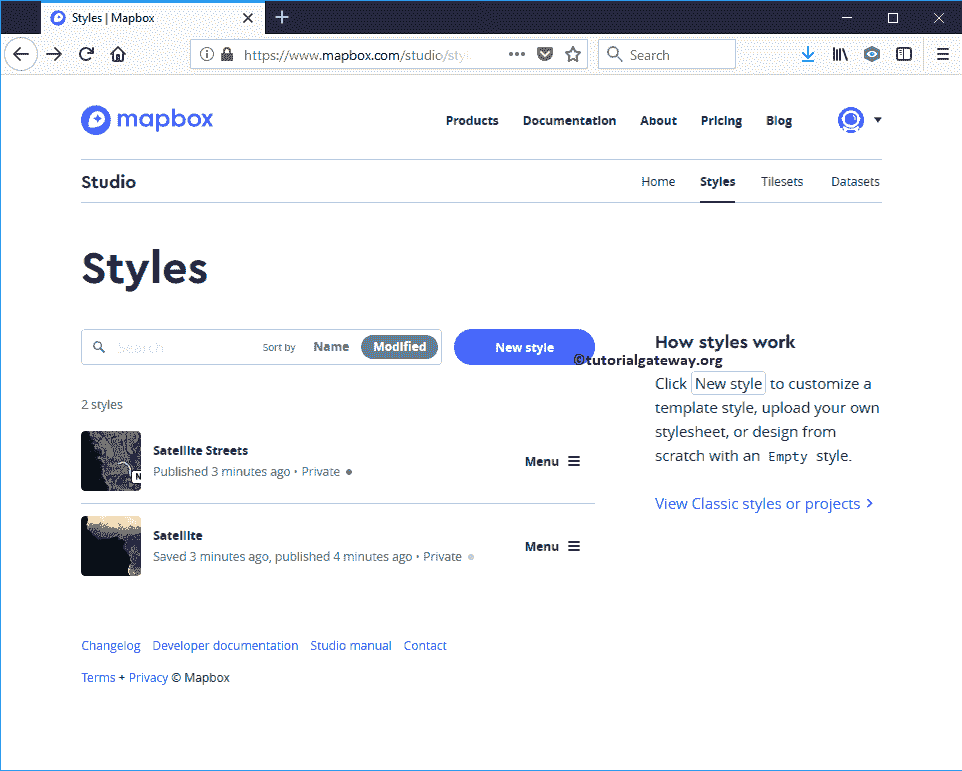 Styles | Mapbox
https://www.mapbox.com/studio/sty
Search
mapbox
Products Documentation About Pricing Blog
Studio
Home Styles Tilesets Datasets
Styles
Search Sort by Name Modified
New style
©tutorialgateway.org
2 styles
Satellite Streets
Published 3 minutes ago • Private
Menu
N
Satellite
Saved 3 minutes ago, published 4 minutes ago • Private
Menu
How styles work
Click New style to customize a
template style, upload your own
stylesheet, or design from
scratch with an Empty style.
View Classic styles or projects
Changelog Developer documentation Studio manual Contact
Terms + Privacy © Mapbox